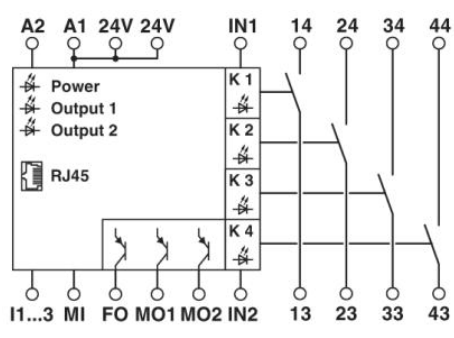 A2 A1 24V 24V IN1 14 24 34 44
Power K 1
Output 1
Output 2 K 2
RJ45 K 3
K 4
I1...3 MI FO MO1 MO2 IN2 13 23 33 43